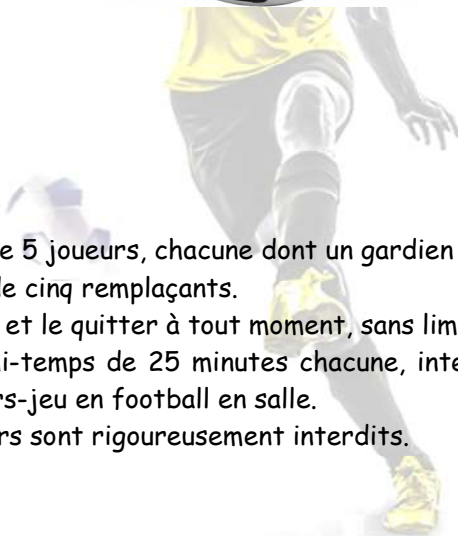 e 5 joueurs, chacune dont un gardien
de cinq remplaçants.
et le quitter à tout moment, sans lim
i-temps de 25 minutes chacune, inte
rs-jeu en football en salle.
rs sont rigoureusement interdits.